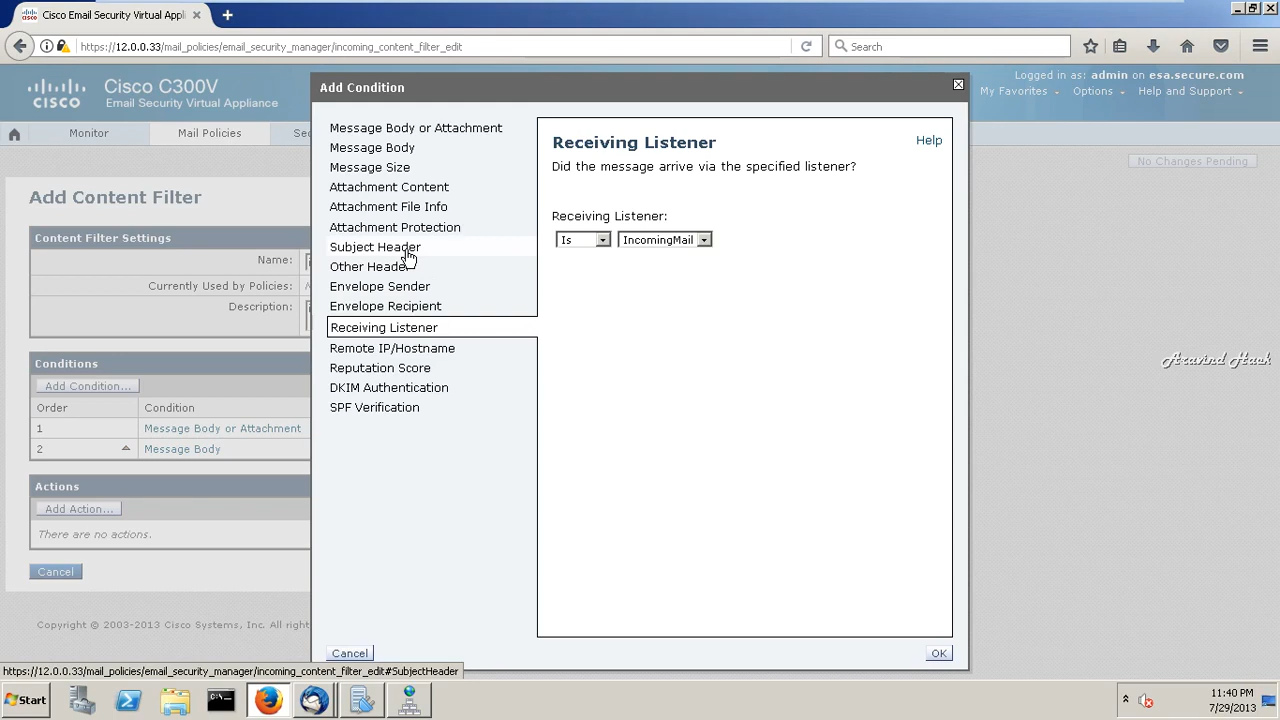 Cisco Email Security Virtual Appl
https://12.0.0.33/mail_policies/email_security_manager/incoming_content_filter_edit
Search
CISCO
Cisco C300V
Email Security Virtual Appliance
Logged in as: admin on esa.secure.com
My Favorites
Options
Help and Support
Monitor
Mail Policies
No Changes Pending
Add Content Filter
Content Filter Settings
Name:
Currently Used by Policies:
Description:
Conditions
Add Condition...
Order
Condition
1
Message Body or Attachment
2
Message Body
Actions
Add Action...
There are no actions.
Cancel
Copyright © 2003-2013 Cisco Systems, Inc. All right
Add Condition
Message Body or Attachment
Message Body
Message Size
Attachment Content
Attachment File Info
Attachment Protection
Subject Header
Other Header
Envelope Sender
Envelope Recipient
Receiving Listener
Remote IP/Hostname
Reputation Score
DKIM Authentication
SPF Verification
Receiving Listener
Help
Did the message arrive via the specified listener?
Receiving Listener:
Is
IncomingMail
Cancel
OK
Aravind Hask
https://12.0.0.33/mail_policies/email_security_manager/incoming_content_filter_edit#SubjectHeader
Start
11:40 PM
7/29/2013